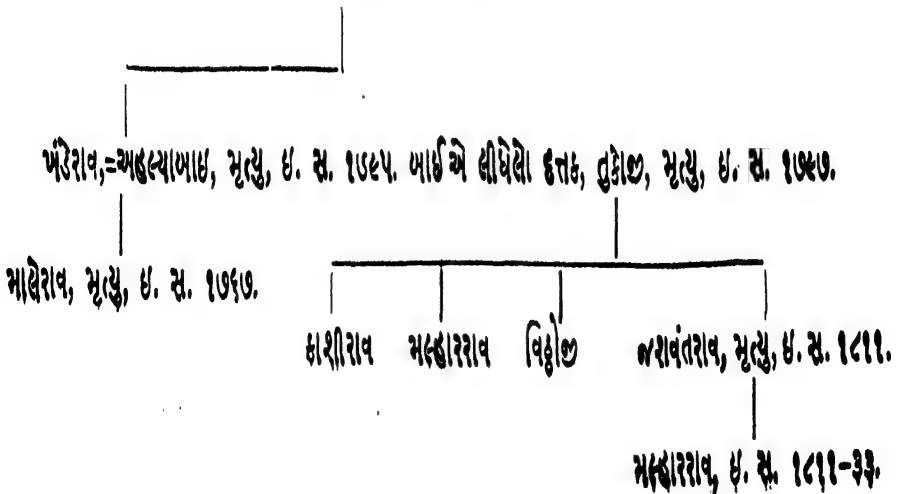 ખંડેરાવ,=અહલ્યાબાઇ, મૃત્યુ, ઇ. સ. ૧૭૯૫. બાઈએ લીધેલો દત્તક, તુકોજી, મૃત્યુ, ઇ. સ. ૧૭૯૭.
માલેરાવ, મૃત્યુ, ઇ. સ. ૧૭૬૭.
કાશીરાવ મલ્હારરાવ વિઠ્ઠોજી જશવંતરાવ, મૃત્યુ, ઇ. સ. ૧૮૧૧.
મલ્હારરાવ, ઇ. સ. ૧૮૧૧-૩૩.